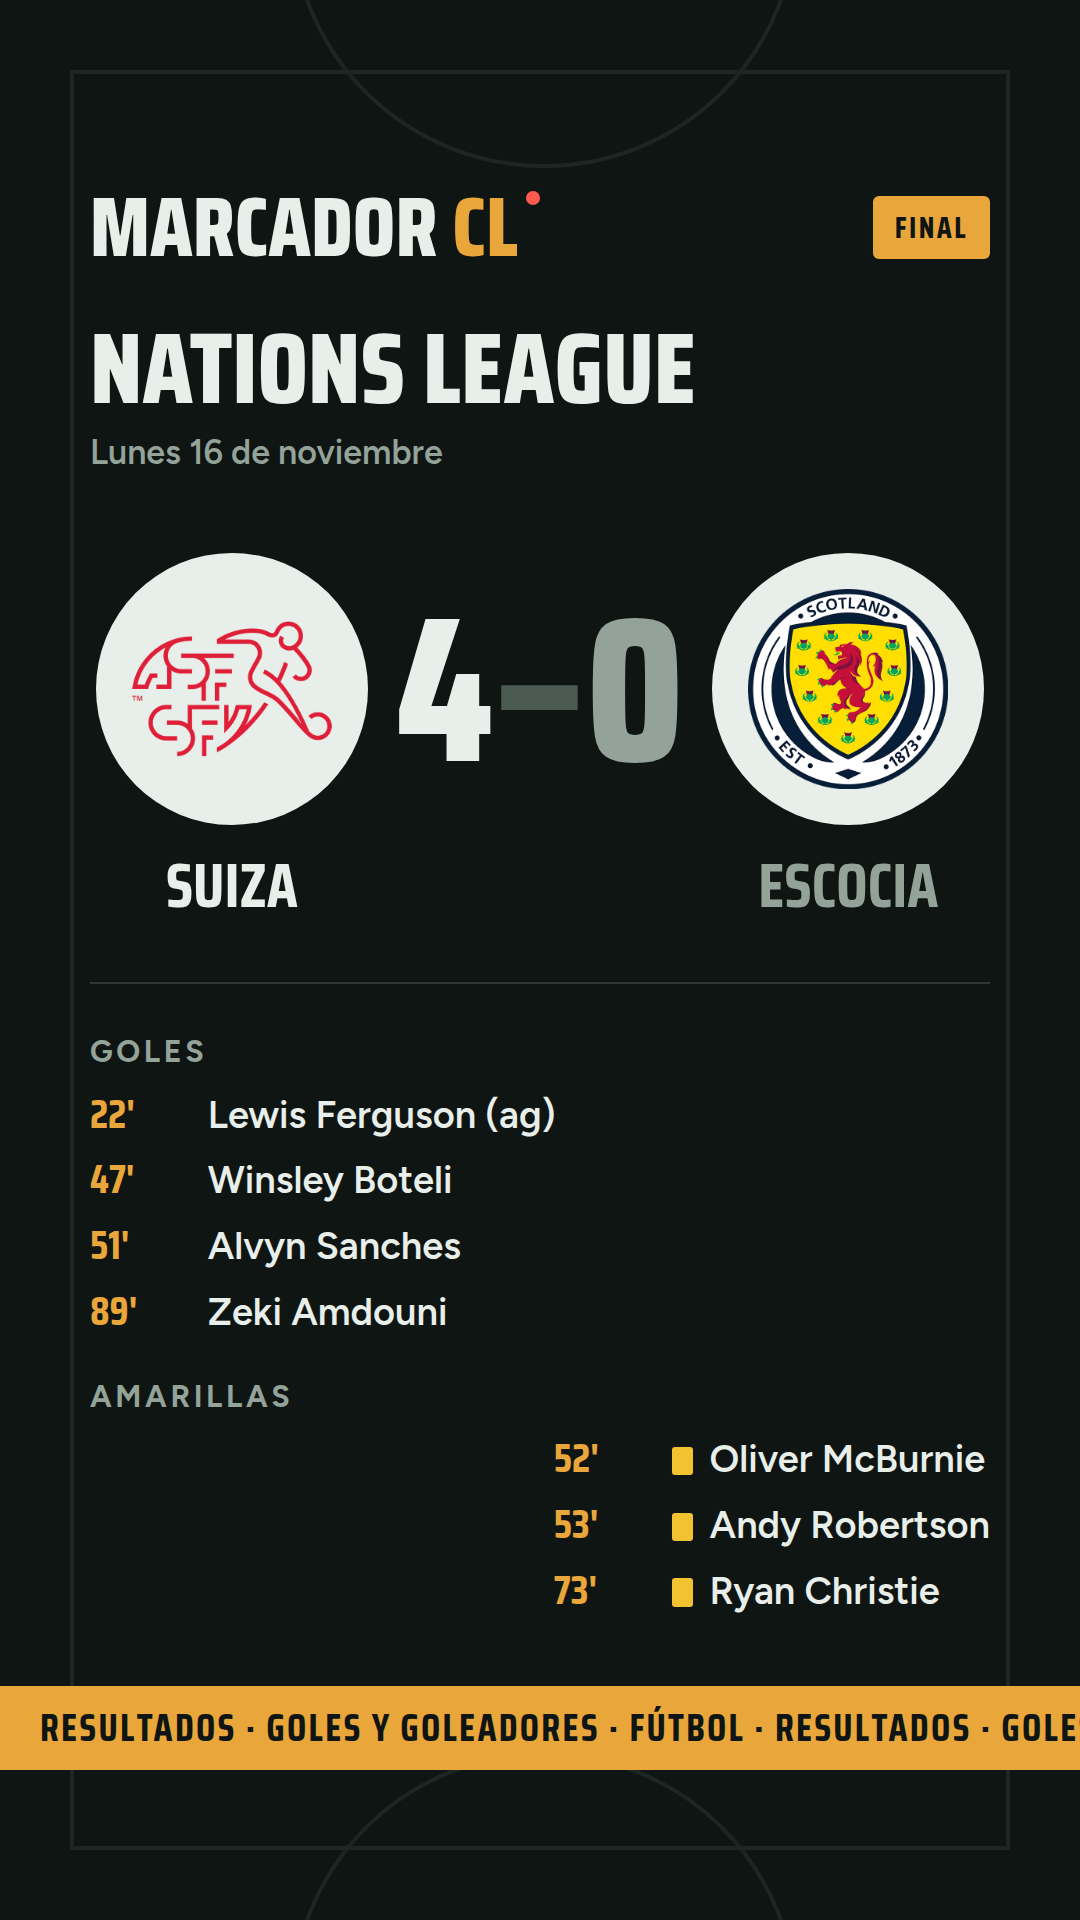 MARCADOR CL
FINAL
NATIONS LEAGUE
Lunes 16 de noviembre
ASF
SFV
TM
4-0
SCOTLAND
EST
1873
SUIZA
ESCOCIA
GOLES
22' Lewis Ferguson (ag)
47' Winsley Boteli
51' Alvyn Sanches
89' Zeki Amdouni
AMARILLAS
52' Oliver McBurnie
53' Andy Robertson
73' Ryan Christie
RESULTADOS · GOLES Y GOLEADORES · FÚTBOL · RESULTADOS · GOLES